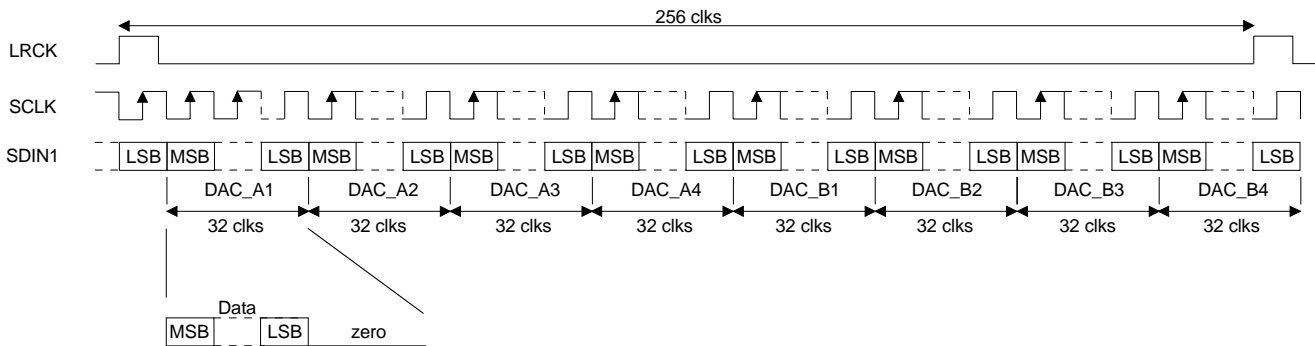 256 clks
LRCK
SCLK
SDIN1
LSB MSB LSB MSB LSB MSB LSB MSB LSB MSB LSB MSB LSB MSB LSB MSB LSB
DAC_A1 DAC_A2 DAC_A3 DAC_A4 DAC_B1 DAC_B2 DAC_B3 DAC_B4
32 clks 32 clks 32 clks 32 clks 32 clks 32 clks 32 clks 32 clks
Data
MSB LSB zero